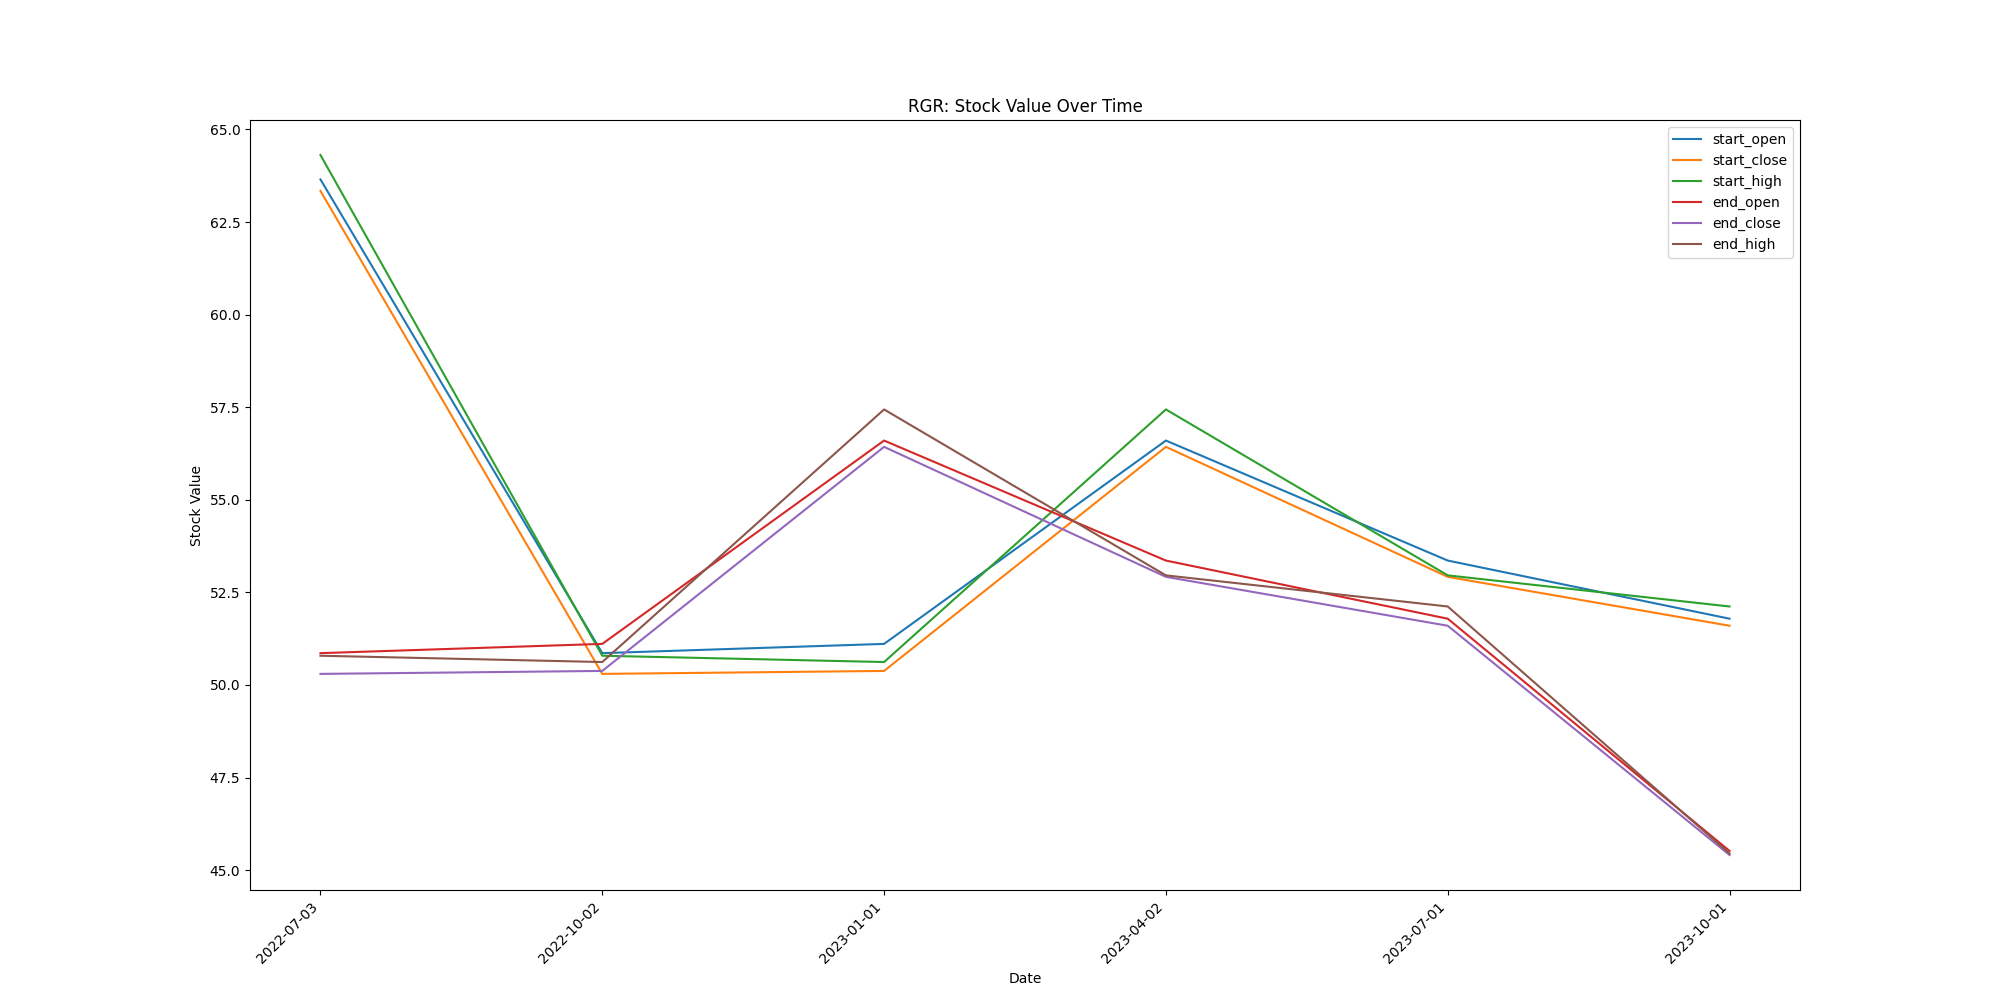 RGR: Stock Value Over Time
start_open
start_close
start_high
end_open
end_close
end_high
Stock Value
65.0
62.5
60.0
57.5
55.0
52.5
50.0
47.5
45.0
2022-07-03
2022-10-02
2023-01-01
2023-04-02
2023-07-01
2023-10-01
Date